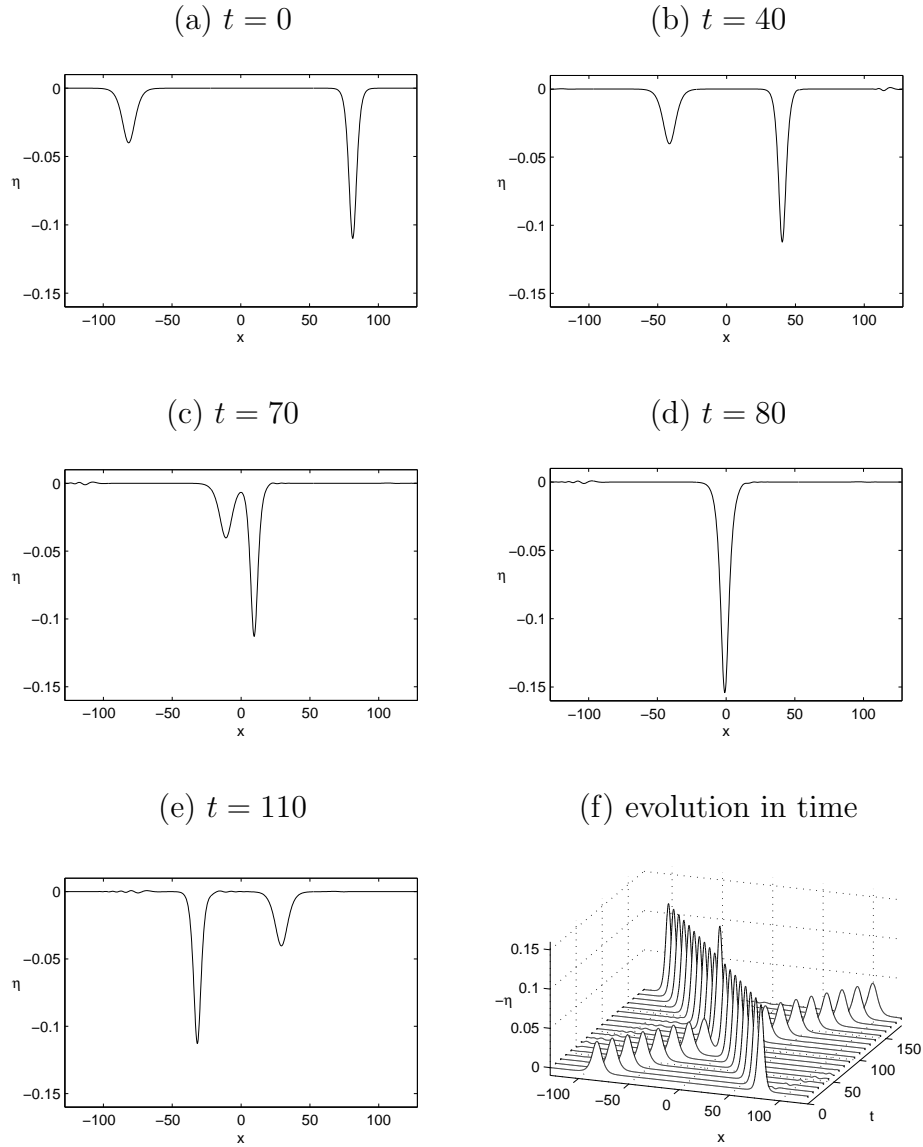 (a) t = 0
0
−0.05
η
−0.1
−0.15
−100 −50 0 50 100
x
(b) t = 40
0
−0.05
η
−0.1
−0.15
−100 −50 0 50 100
x
(c) t = 70
0
−0.05
η
−0.1
−0.15
−100 −50 0 50 100
x
(d) t = 80
0
−0.05
η
−0.1
−0.15
−100 −50 0 50 100
x
(e) t = 110
0
−0.05
η
−0.1
−0.15
−100 −50 0 50 100
x
(f) evolution in time
0.15
0.1
−η
0.05
0
−100 −50 0 50 100
x
0 50 100 150
t